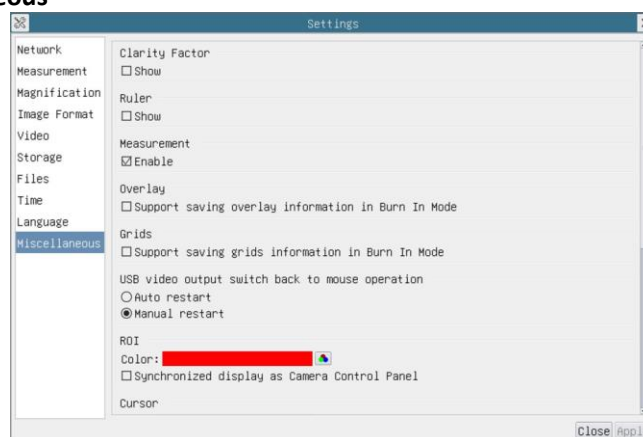 Settings
Network
Measurement
Magnification
Image Format
Video
Storage
Files
Time
Language
Miscellaneous
Clarity Factor
Show
Ruler
Show
Measurement
Enable
Overlay
Support saving overlay information in Burn In Mode
Grids
Support saving grids information in Burn In Mode
USB video output switch back to mouse operation
Auto restart
Manual restart
ROI
Color:
Synchronized display as Camera Control Panel
Cursor
Close Appl